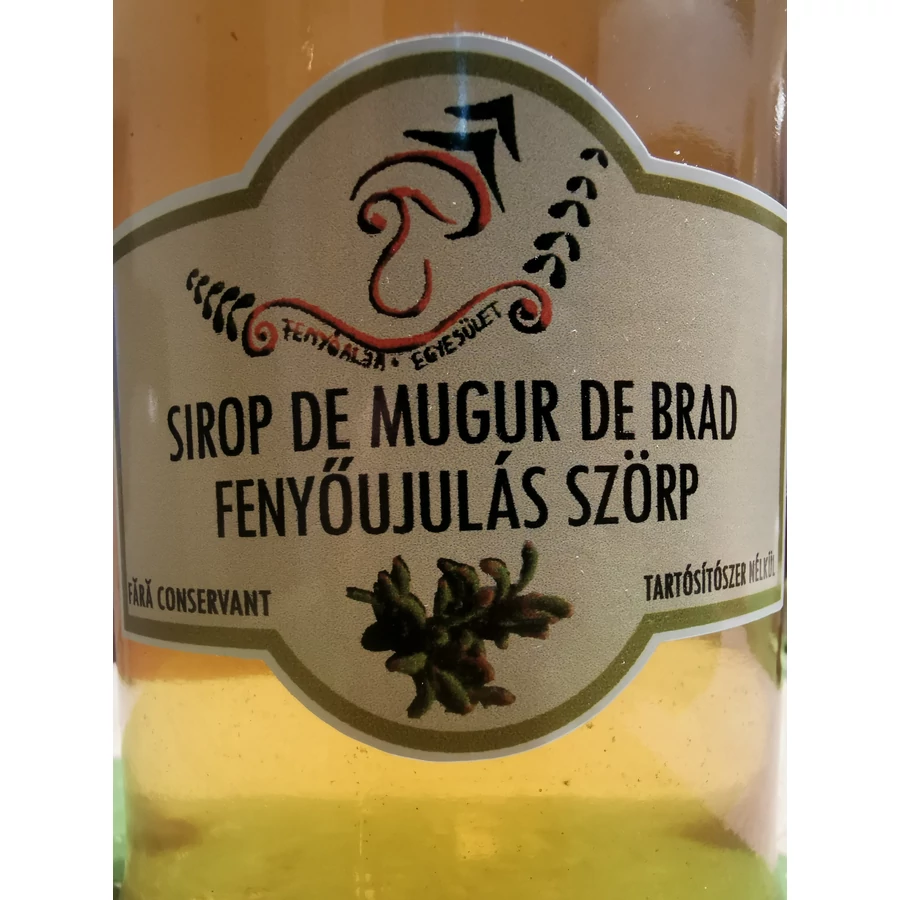 FENYŐALJA • EGYESÜLET
SIROP DE MUGUR DE BRAD
FENYŐUJULÁS SZÖRP
FĂRĂ CONSERVANT
TARTÓSÍTÓSZER NÉLKÜL